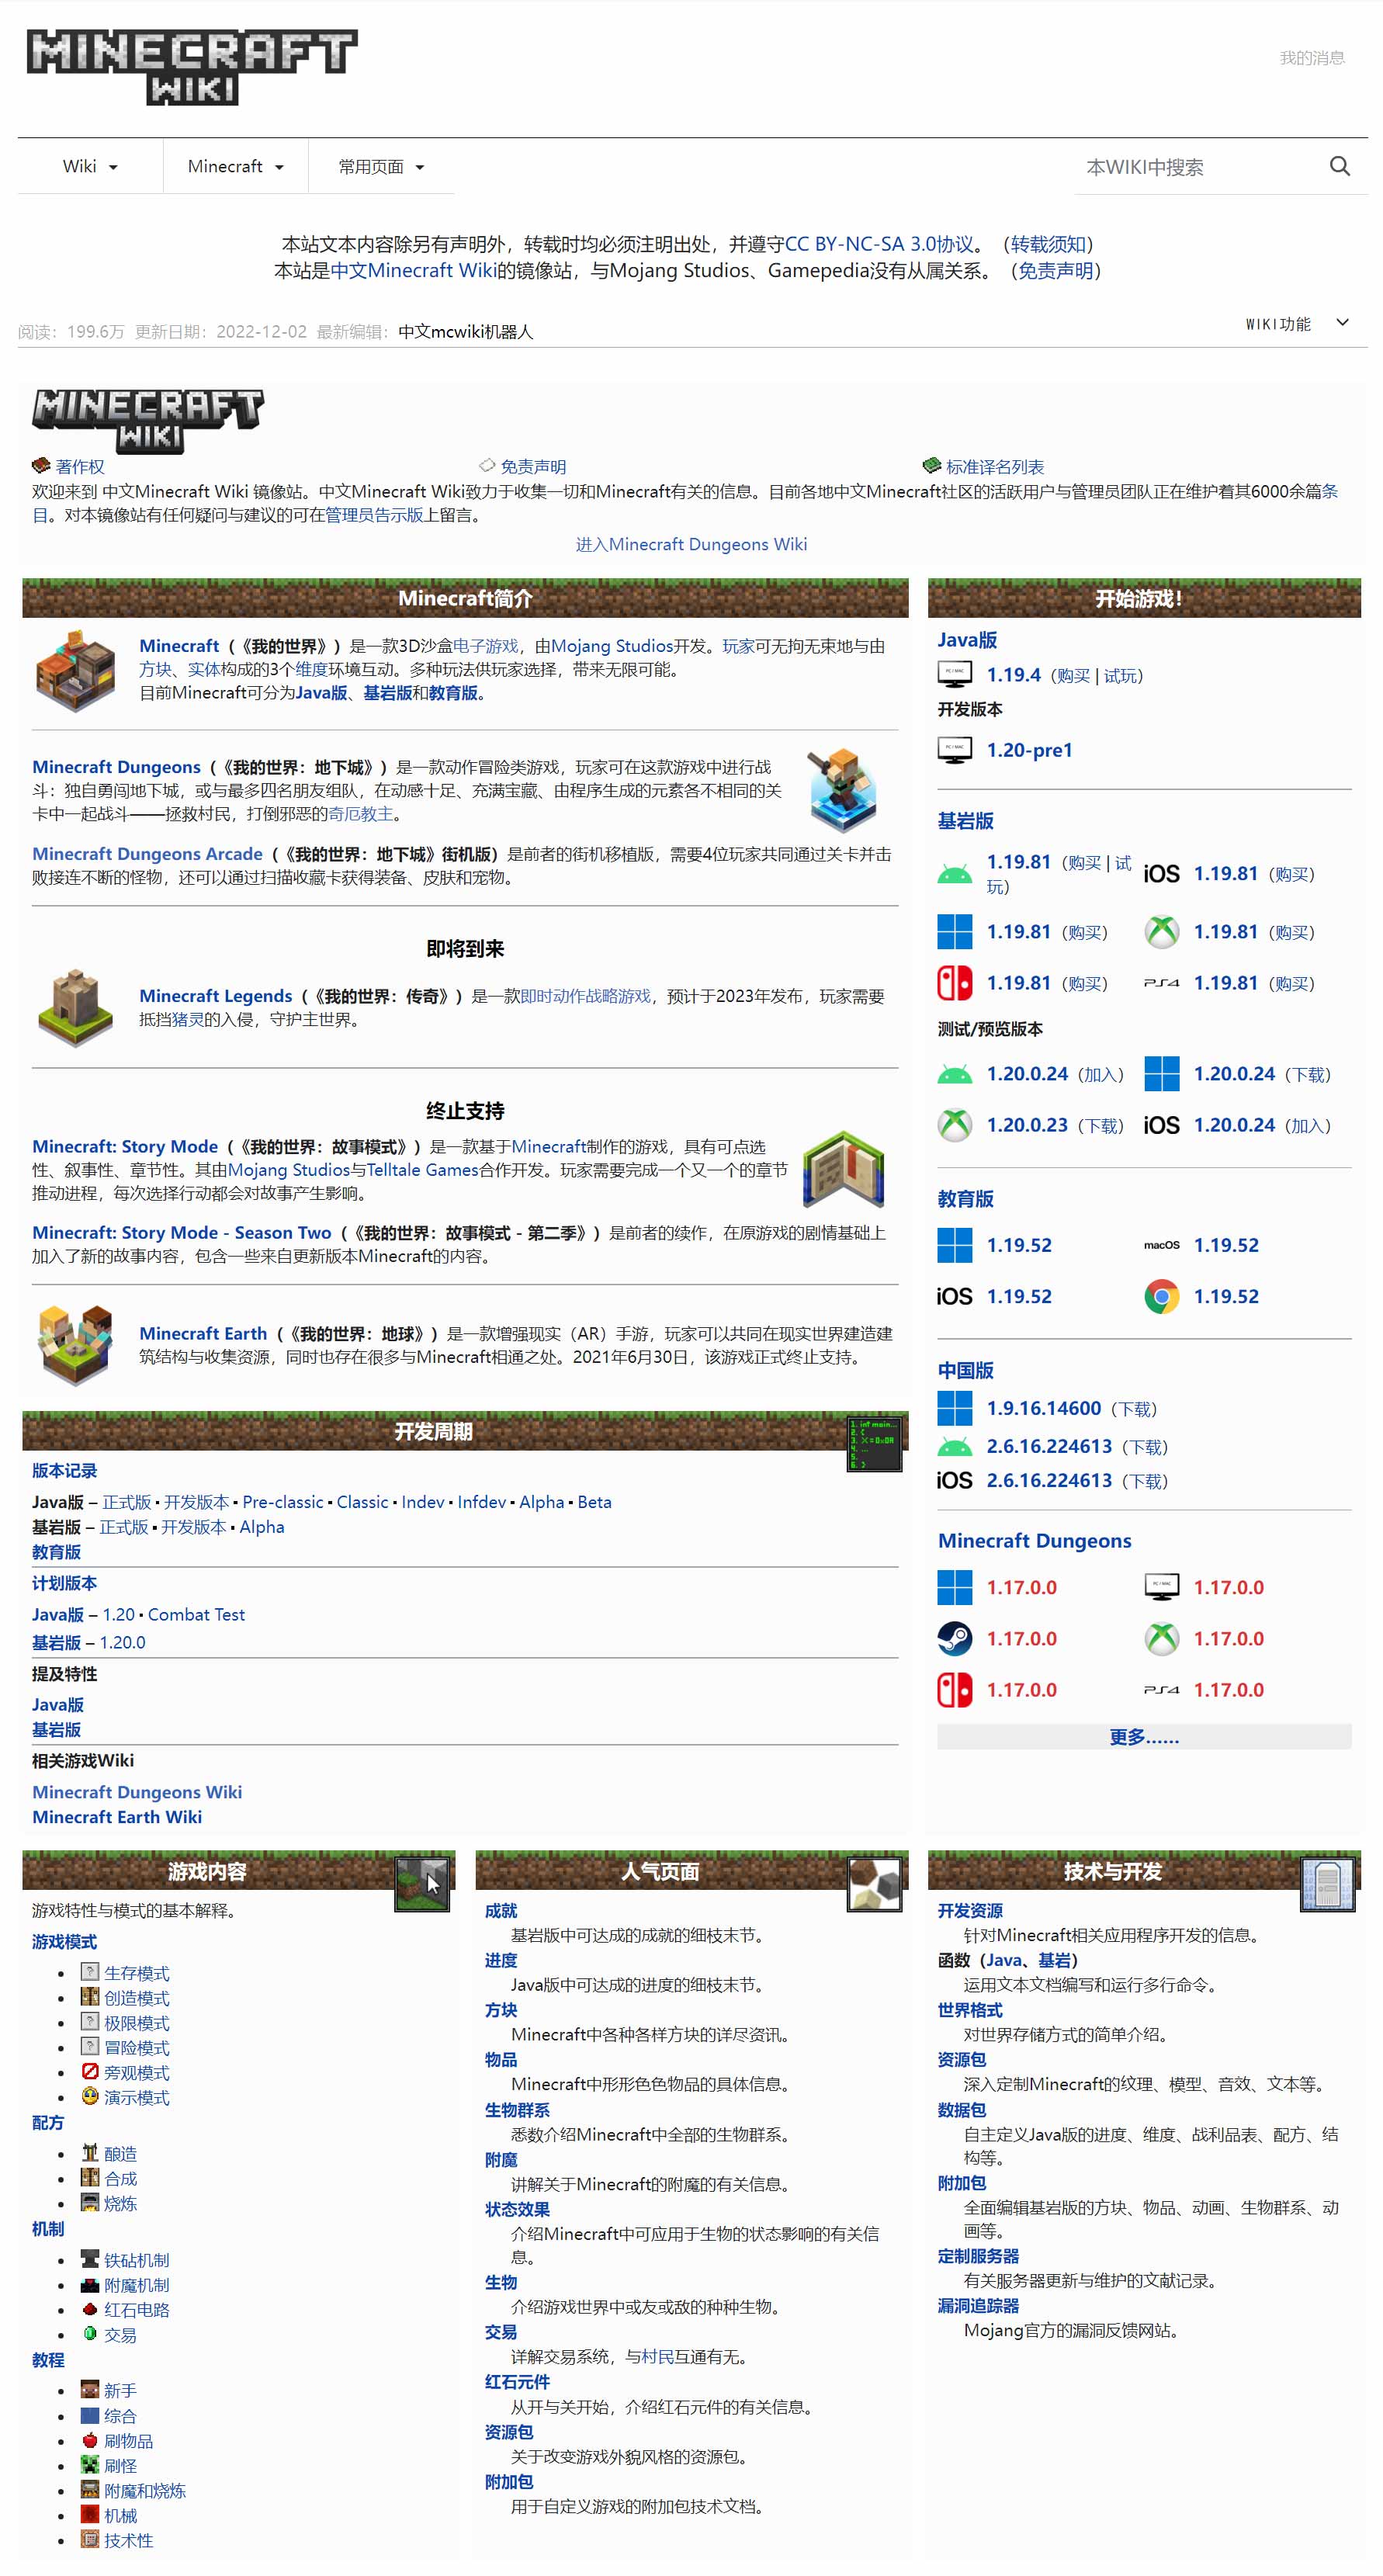 MINECRAFT
WIKI
我的消息
Wiki
Minecraft
常用页面
本WIKI中搜索
本站文本内容除另有声明外，转载时均必须注明出处，并遵守CC BY-NC-SA 3.0协议。（转载须知）
本站是中文Minecraft Wiki的镜像站，与Mojang Studios、Gamepedia没有从属关系。（免责声明）
阅读：199.6万 更新日期：2022-12-02 最新编辑：中文mcwiki机器人
WIKI功能
MINECRAFT
WIKI
著作权
免责声明
标准译名列表
欢迎来到 中文Minecraft Wiki 镜像站。中文Minecraft Wiki致力于收集一切和Minecraft有关的信息。目前各地中文Minecraft社区的活跃用户与管理员团队正在维护着其6000余篇条
目。对本镜像站有任何疑问与建议的可在管理员告示版上留言。
进入Minecraft Dungeons Wiki
Minecraft简介
Minecraft（《我的世界》）是一款3D沙盒电子游戏，由Mojang Studios开发。玩家可无拘无束地与由
方块、实体构成的3个维度环境互动。多种玩法供玩家选择，带来无限可能。
目前Minecraft可分为Java版、基岩版和教育版。
Minecraft Dungeons（《我的世界：地下城》）是一款动作冒险类游戏，玩家可在这款游戏中进行战
斗：独自勇闯地下城，或与最多四名朋友组队，在动感十足、充满宝藏、由程序生成的元素各不相同的关
卡中一起战斗——拯救村民，打倒邪恶的奇厄教主。
Minecraft Dungeons Arcade（《我的世界：地下城》街机版）是前者的街机移植版，需要4位玩家共同通过关卡并击
败接连不断的怪物，还可以通过扫描收藏卡获得装备、皮肤和宠物。
即将到来
Minecraft Legends（《我的世界：传奇》）是一款即时动作战略游戏，预计于2023年发布，玩家需要
抵挡猪灵的入侵，守护主世界。
终止支持
Minecraft: Story Mode（《我的世界：故事模式》）是一款基于Minecraft制作的游戏，具有可点选
性、叙事性、章节性。其由Mojang Studios与Telltale Games合作开发。玩家需要完成一个又一个的章节
推动进程，每次选择行动都会对故事产生影响。
Minecraft: Story Mode - Season Two（《我的世界：故事模式 - 第二季》）是前者的续作，在原游戏的剧情基础上
加入了新的故事内容，包含一些来自更新版本Minecraft的内容。
Minecraft Earth（《我的世界：地球》）是一款增强现实（AR）手游，玩家可以共同在现实世界建造建
筑结构与收集资源，同时也存在很多与Minecraft相通之处。2021年6月30日，该游戏正式终止支持。
开始游戏！
Java版
PC / MAC
1.19.4（购买 | 试玩）
开发版本
PC / MAC
1.20-pre1
基岩版
1.19.81（购买 | 试
玩）
iOS 1.19.81（购买）
1.19.81（购买）
1.19.81（购买）
1.19.81（购买）
PS4 1.19.81（购买）
测试/预览版本
1.20.0.24（加入）
1.20.0.24（下载）
1.20.0.23（下载）
iOS 1.20.0.24（加入）
教育版
1.19.52
macOS 1.19.52
iOS 1.19.52
1.19.52
中国版
1.9.16.14600（下载）
2.6.16.224613（下载）
iOS 2.6.16.224613（下载）
Minecraft Dungeons
1.17.0.0
PC / MAC 1.17.0.0
1.17.0.0
1.17.0.0
1.17.0.0
PS4 1.17.0.0
更多……
开发周期
版本记录
Java版 – 正式版 · 开发版本 · Pre-classic · Classic · Indev · Infdev · Alpha · Beta
基岩版 – 正式版 · 开发版本 · Alpha
教育版
计划版本
Java版 – 1.20 · Combat Test
基岩版 – 1.20.0
提及特性
Java版
基岩版
相关游戏Wiki
Minecraft Dungeons Wiki
Minecraft Earth Wiki
游戏内容
游戏特性与模式的基本解释。
游戏模式
生存模式
创造模式
极限模式
冒险模式
旁观模式
演示模式
配方
酿造
合成
烧炼
机制
铁砧机制
附魔机制
红石电路
交易
教程
新手
综合
刷物品
刷怪
附魔和烧炼
机械
技术性
人气页面
成就
基岩版中可达成的成就的细枝末节。
进度
Java版中可达成的进度的细枝末节。
方块
Minecraft中各种各样方块的详尽资讯。
物品
Minecraft中形形色色物品的具体信息。
生物群系
悉数介绍Minecraft中全部的生物群系。
附魔
讲解关于Minecraft的附魔的有关信息。
状态效果
介绍Minecraft中可应用于生物的状态影响的有关信
息。
生物
介绍游戏世界中或友或敌的种种生物。
交易
详解交易系统，与村民互通有无。
红石元件
从开与关开始，介绍红石元件的有关信息。
资源包
关于改变游戏外貌风格的资源包。
附加包
用于自定义游戏的附加包技术文档。
技术与开发
开发资源
针对Minecraft相关应用程序开发的信息。
函数（Java、基岩）
运用文本文档编写和运行多行命令。
世界格式
对世界存储方式的简单介绍。
资源包
深入定制Minecraft的纹理、模型、音效、文本等。
数据包
自主定义Java版的进度、维度、战利品表、配方、结
构等。
附加包
全面编辑基岩版的方块、物品、动画、生物群系、动
画等。
定制服务器
有关服务器更新与维护的文献记录。
漏洞追踪器
Mojang官方的漏洞反馈网站。